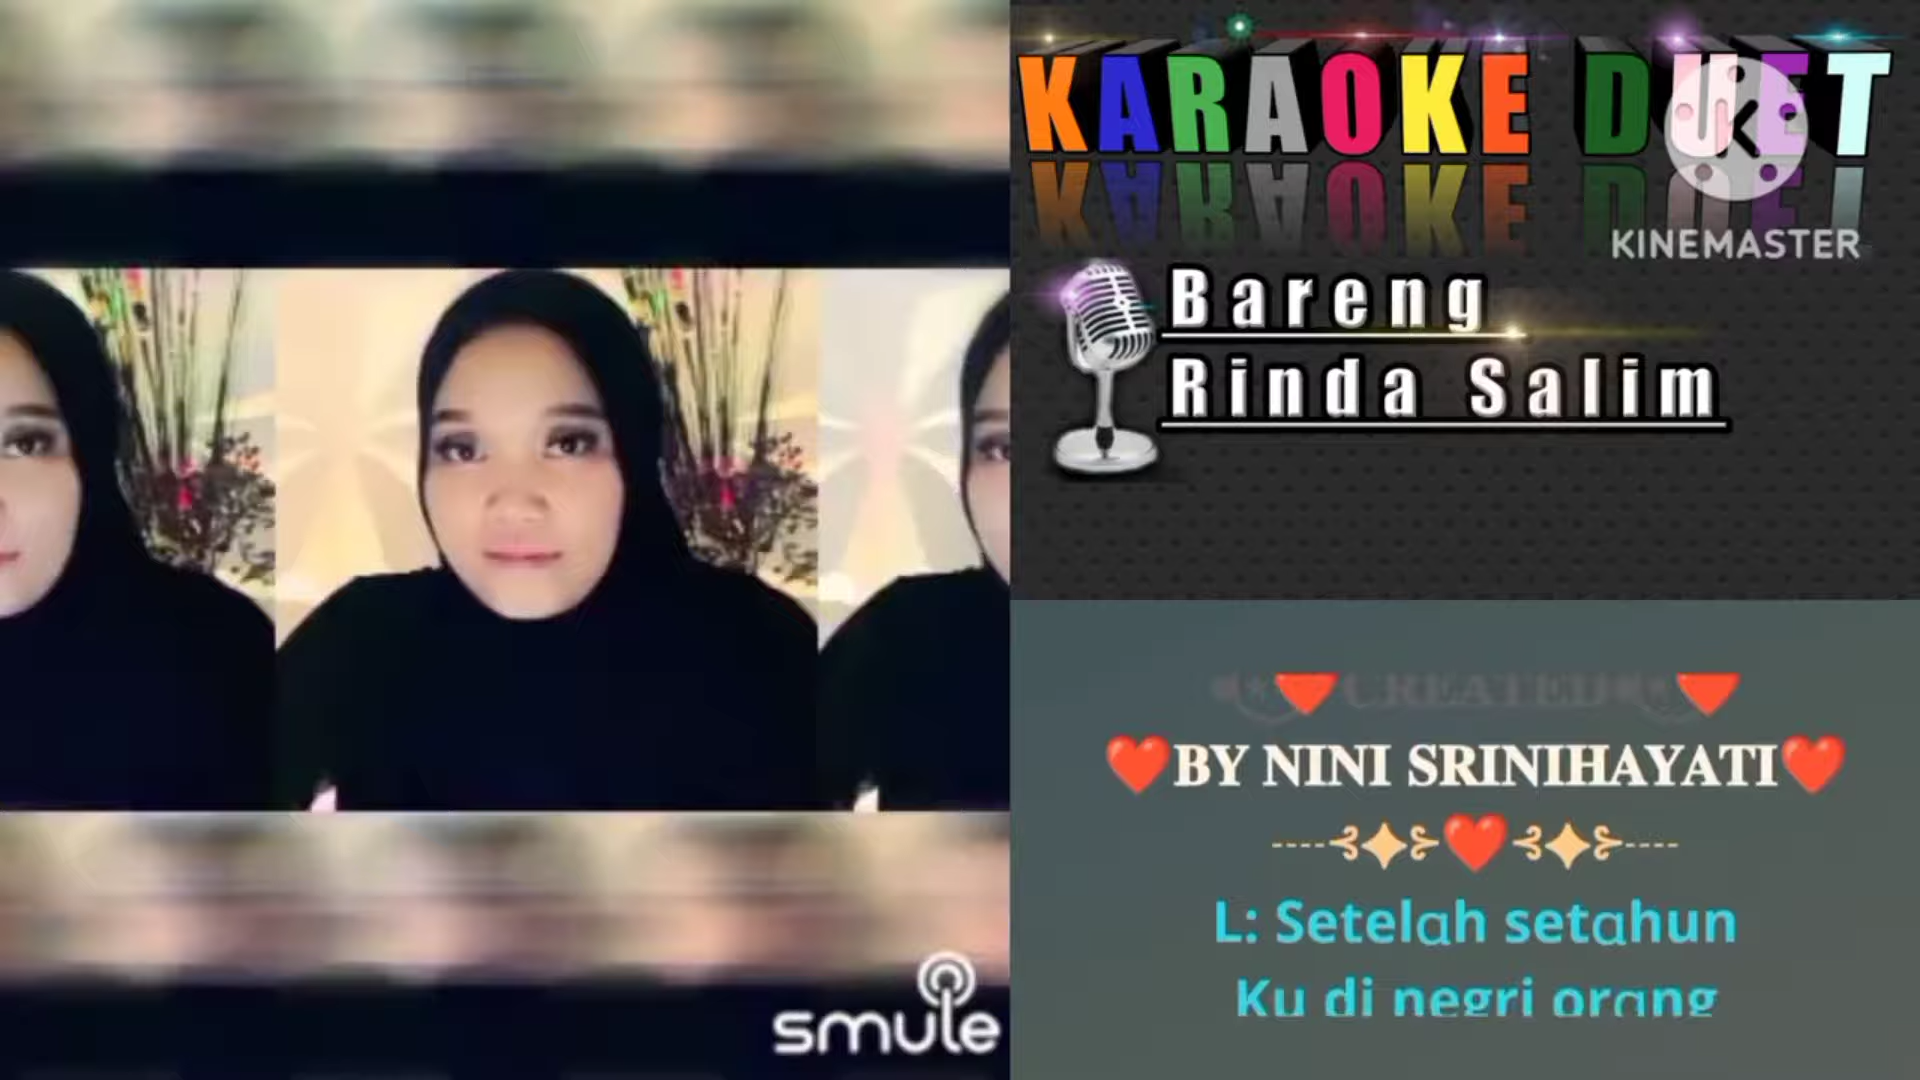 KARAOKE DUET
KINEMASTER
Bareng
Rinda Salim
CREATED
❤️BY NINI SRINIHAYATI❤️
L: Setelah setahun
Ku di negri orang
smule